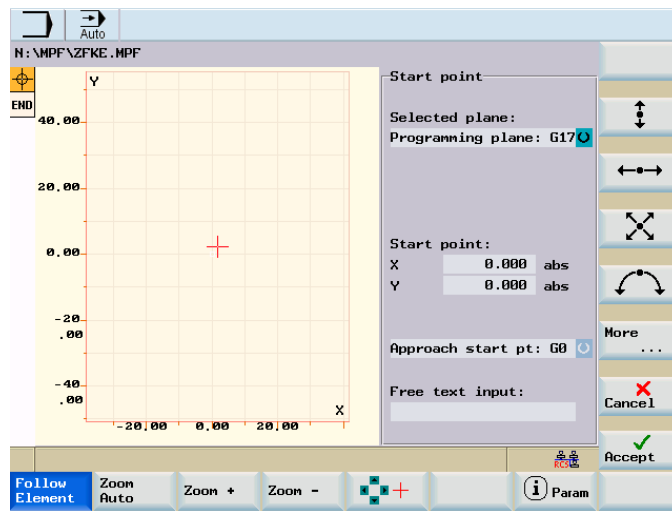 Auto
N:\MPF\ZFKE.MPF
END
Y
40.00
20.00
0.00
-20
.00
-40
.00
X
-20.00 0.00 20.00
Start point
Selected plane:
Programming plane: G17
Start point:
X 0.000 abs
Y 0.000 abs
Approach start pt: G0
Free text input:
More
...
Cancel
Accept
RCS
Follow
Element
Zoom
Auto
Zoom +
Zoom -
i Param